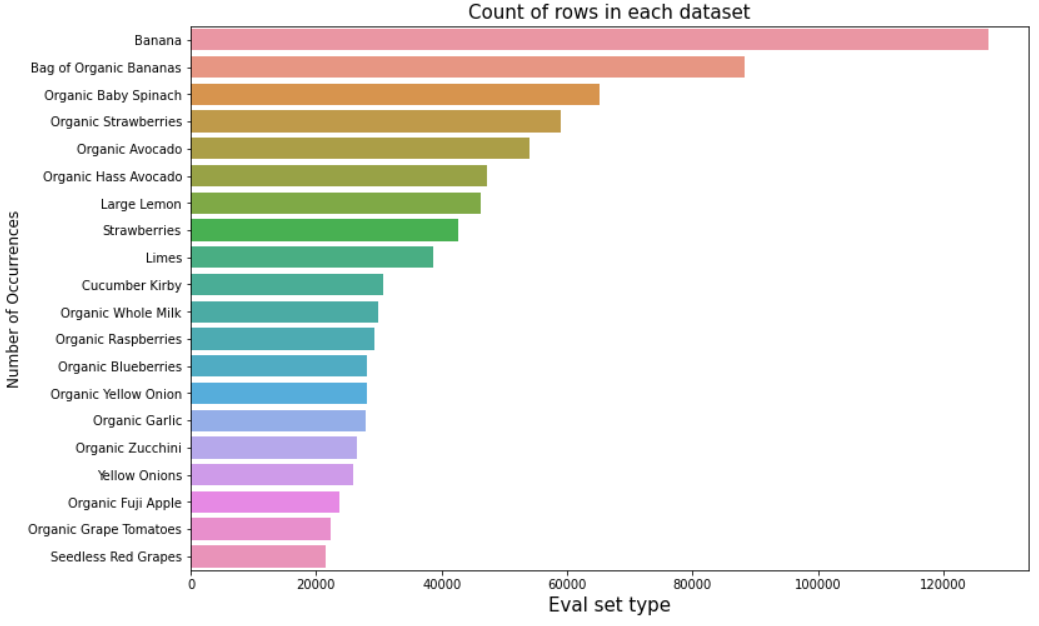 Count of rows in each dataset
Number of Occurrences
Banana
Bag of Organic Bananas
Organic Baby Spinach
Organic Strawberries
Organic Avocado
Organic Hass Avocado
Large Lemon
Strawberries
Limes
Cucumber Kirby
Organic Whole Milk
Organic Raspberries
Organic Blueberries
Organic Yellow Onion
Organic Garlic
Organic Zucchini
Yellow Onions
Organic Fuji Apple
Organic Grape Tomatoes
Seedless Red Grapes
0 20000 40000 60000 80000 100000 120000
Eval set type